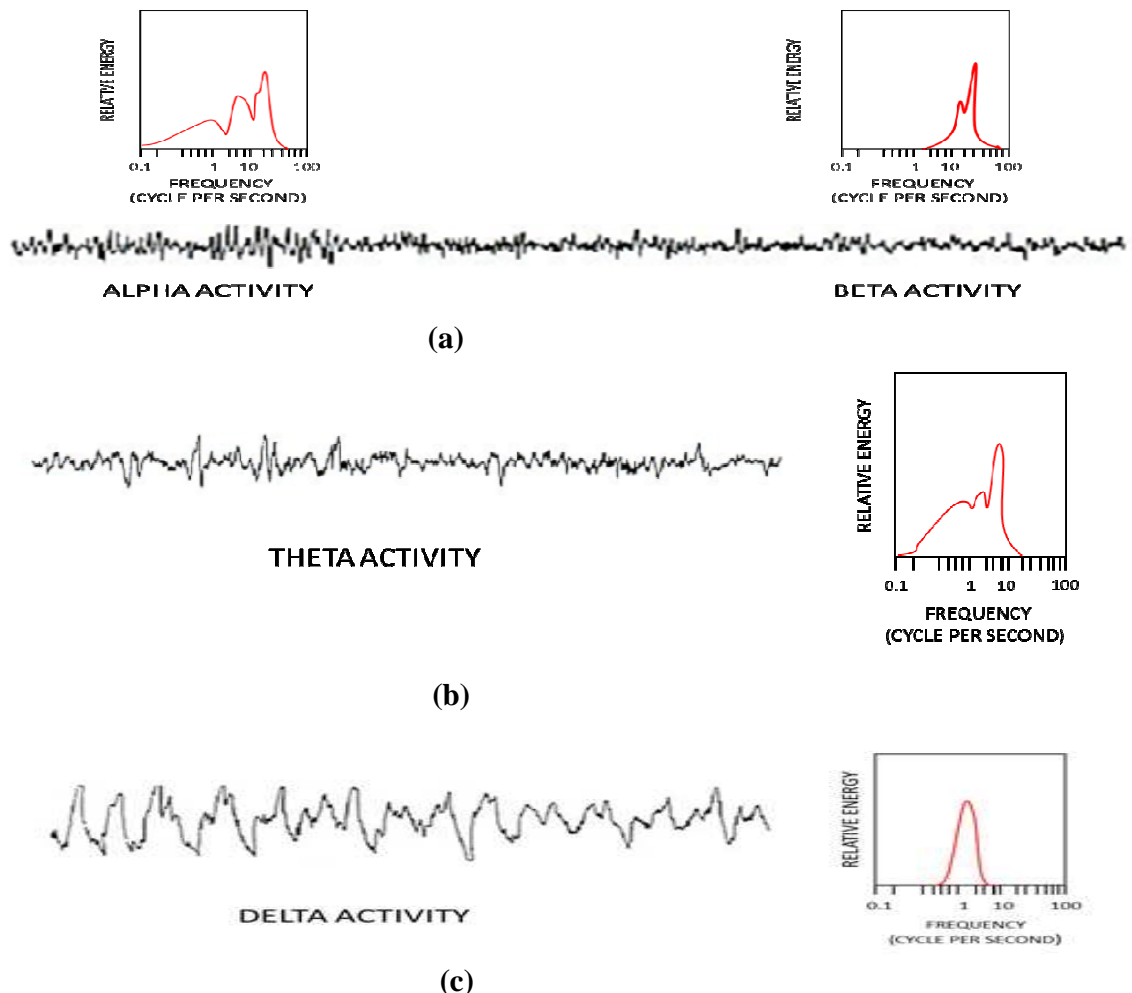 RELATIVE ENERGY
0.1 1 10 100
FREQUENCY
(CYCLE PER SECOND)
RELATIVE ENERGY
0.1 1 10 100
FREQUENCY
(CYCLE PER SECOND)
ALPHA ACTIVITY
BETA ACTIVITY
(a)
RELATIVE ENERGY
0.1 1 10 100
FREQUENCY
(CYCLE PER SECOND)
THETA ACTIVITY
(b)
RELATIVE ENERGY
0.1 1 10 100
FREQUENCY
(CYCLE PER SECOND)
DELTA ACTIVITY
(c)